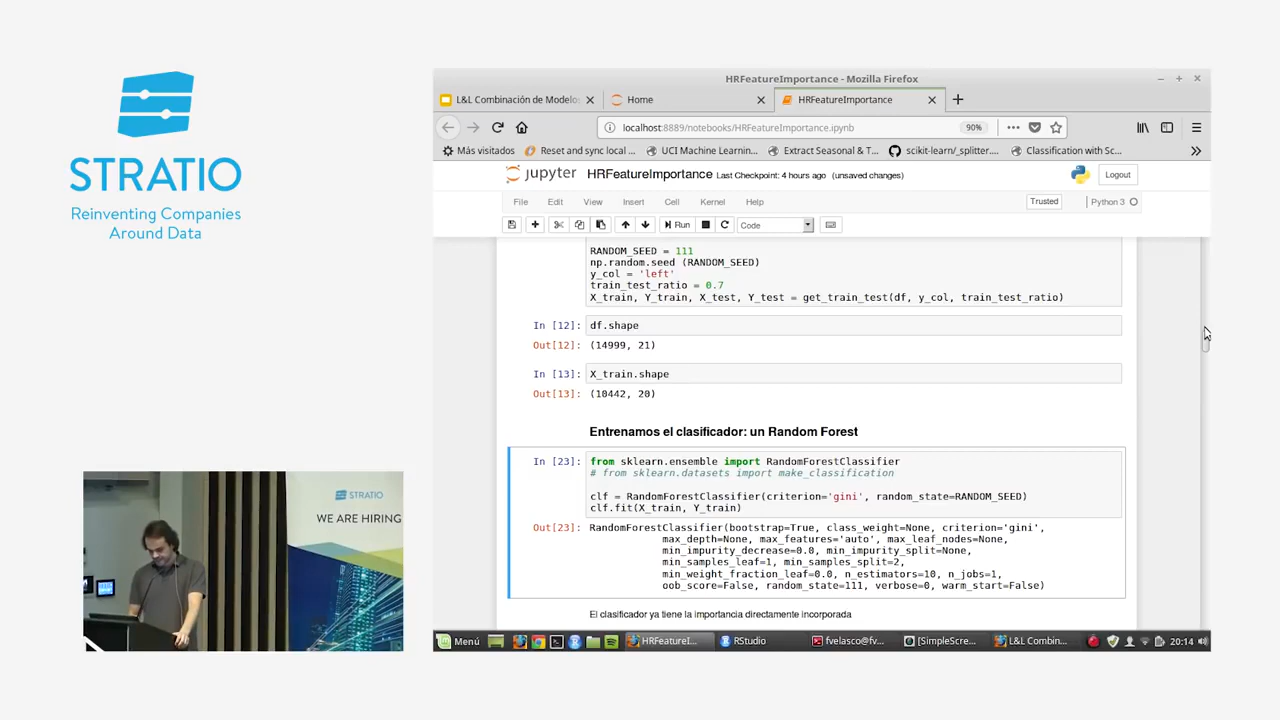 STRATIO
Reinventing Companies
Around Data
HRFeatureImportance - Mozilla Firefox
L&L Combinación de Modelos
Home
HRFeatureImportance
localhost:8889/notebooks/HRFeatureImportance.ipynb
90%
Más visitados
Reset and sync local ...
UCI Machine Learnin...
Extract Seasonal & T...
scikit-learn/_splitter....
Classification with Sc...
jupyter HRFeatureImportance Last Checkpoint: 4 hours ago (unsaved changes)
Logout
File Edit View Insert Cell Kernel Help
Trusted
Python 3
Run
Code
RANDOM_SEED = 111
np.random.seed (RANDOM_SEED)
y_col = 'left'
train_test_ratio = 0.7
X_train, Y_train, X_test, Y_test = get_train_test(df, y_col, train_test_ratio)
In [12]: df.shape
Out[12]: (14999, 21)
In [13]: X_train.shape
Out[13]: (10442, 20)
Entrenamos el clasificador: un Random Forest
In [23]: from sklearn.ensemble import RandomForestClassifier
# from sklearn.datasets import make_classification
clf = RandomForestClassifier(criterion='gini', random_state=RANDOM_SEED)
clf.fit(X_train, Y_train)
Out[23]: RandomForestClassifier(bootstrap=True, class_weight=None, criterion='gini',
max_depth=None, max_features='auto', max_leaf_nodes=None,
min_impurity_decrease=0.0, min_impurity_split=None,
min_samples_leaf=1, min_samples_split=2,
min_weight_fraction_leaf=0.0, n_estimators=10, n_jobs=1,
oob_score=False, random_state=111, verbose=0, warm_start=False)
El clasificador ya tiene la importancia directamente incorporada
Menú
HRFeatureI...
RStudio
fvelasco@fv...
[SimpleScre...
L&L Combin...
20:14
STRATIO
WE ARE HIRING